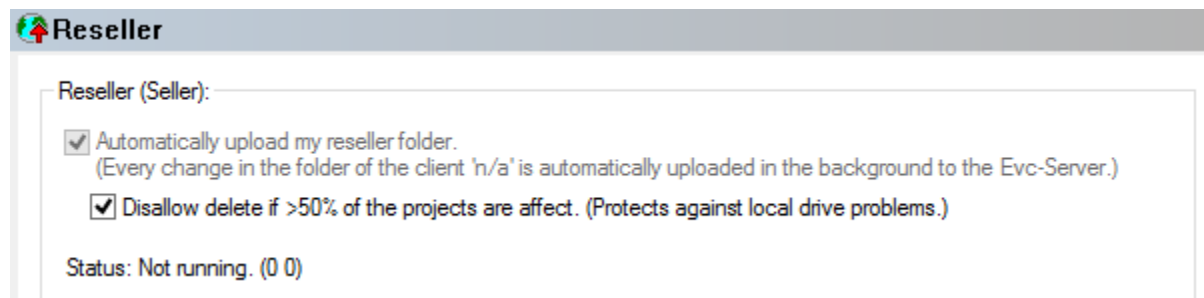 Reseller
Reseller (Seller):
Automatically upload my reseller folder.
(Every change in the folder of the client 'n/a' is automatically uploaded in the background to the Evc-Server.)
Disallow delete if >50% of the projects are affect. (Protects against local drive problems.)
Status: Not running. (0 0)